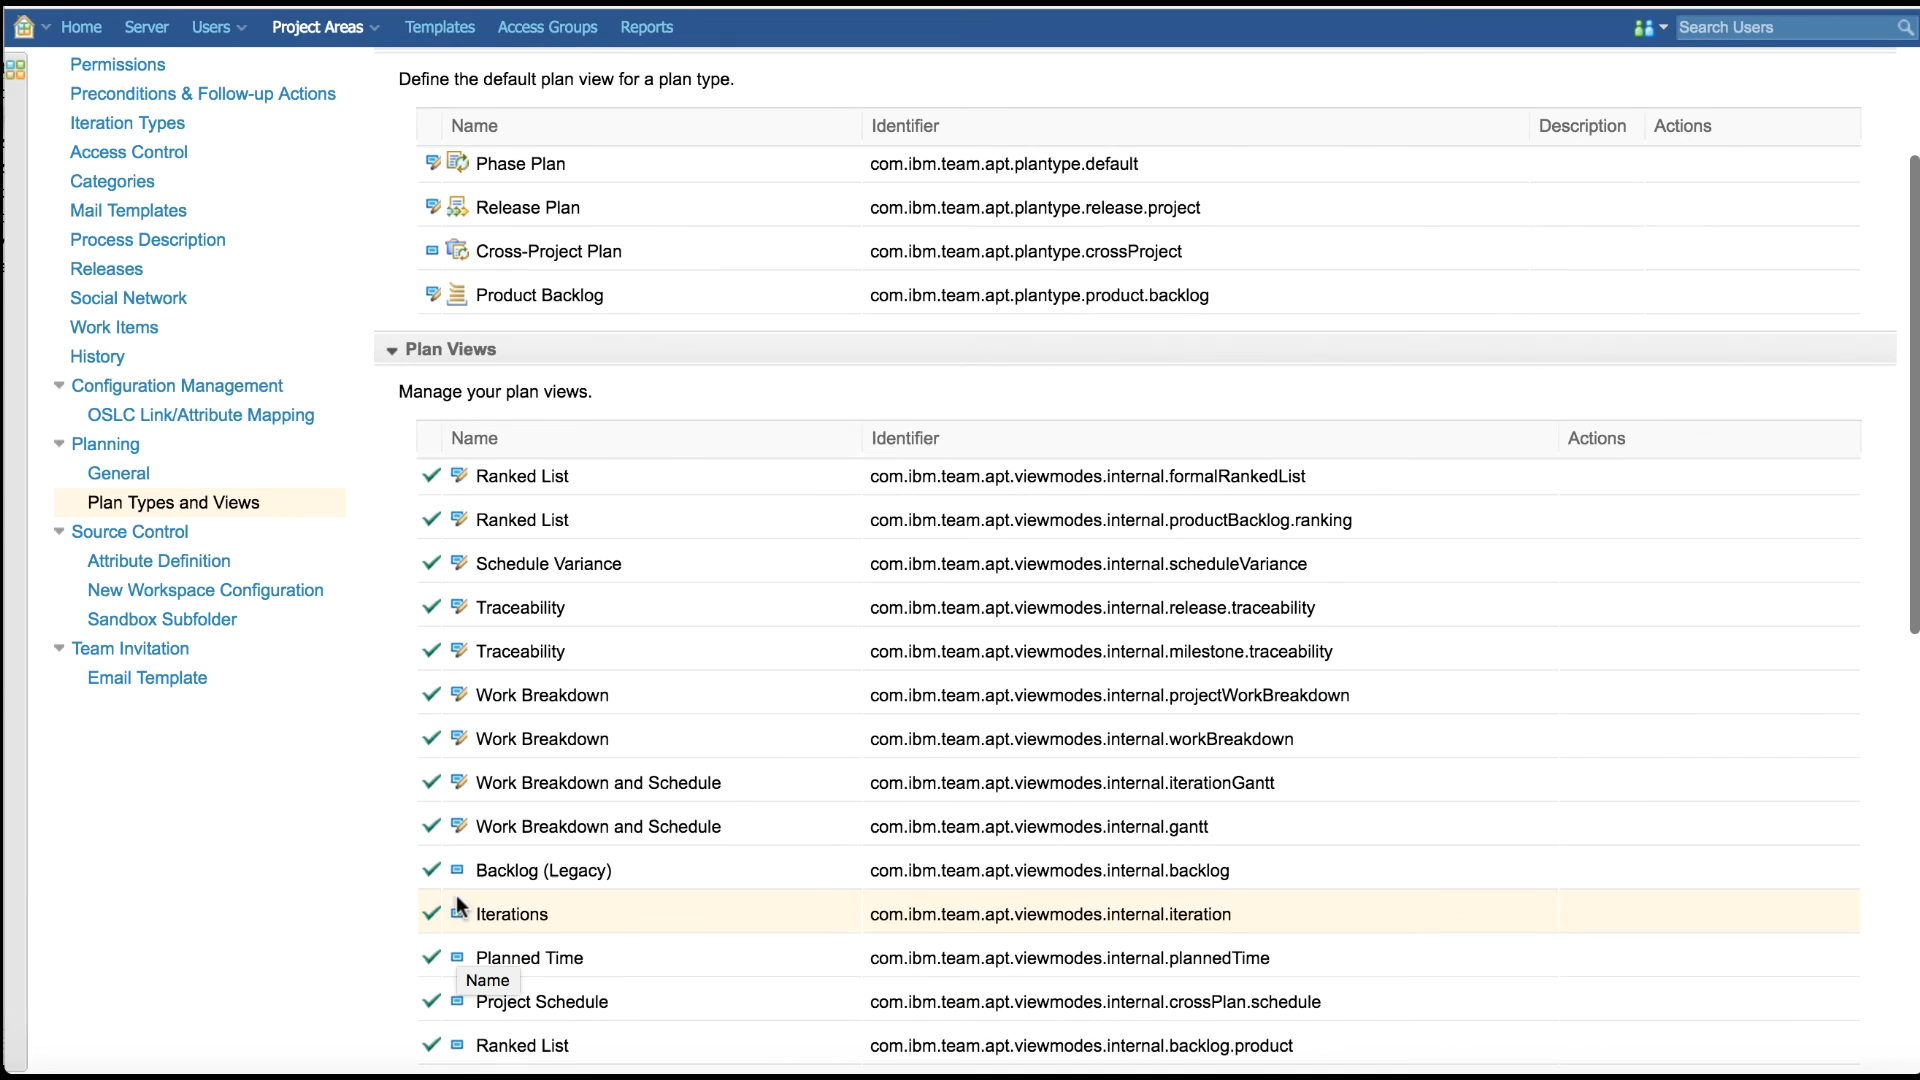 Home Server Users Project Areas Templates Access Groups Reports Search Users
Permissions
Preconditions & Follow-up Actions
Iteration Types
Access Control
Categories
Mail Templates
Process Description
Releases
Social Network
Work Items
History
Configuration Management
OSLC Link/Attribute Mapping
Planning
General
Plan Types and Views
Source Control
Attribute Definition
New Workspace Configuration
Sandbox Subfolder
Team Invitation
Email Template
Define the default plan view for a plan type.
Name Identifier Description Actions
Phase Plan com.ibm.team.apt.plantype.default
Release Plan com.ibm.team.apt.plantype.release.project
Cross-Project Plan com.ibm.team.apt.plantype.crossProject
Product Backlog com.ibm.team.apt.plantype.product.backlog
Plan Views
Manage your plan views.
Name Identifier Actions
Ranked List com.ibm.team.apt.viewmodes.internal.formalRankedList
Ranked List com.ibm.team.apt.viewmodes.internal.productBacklog.ranking
Schedule Variance com.ibm.team.apt.viewmodes.internal.scheduleVariance
Traceability com.ibm.team.apt.viewmodes.internal.release.traceability
Traceability com.ibm.team.apt.viewmodes.internal.milestone.traceability
Work Breakdown com.ibm.team.apt.viewmodes.internal.projectWorkBreakdown
Work Breakdown com.ibm.team.apt.viewmodes.internal.workBreakdown
Work Breakdown and Schedule com.ibm.team.apt.viewmodes.internal.iterationGantt
Work Breakdown and Schedule com.ibm.team.apt.viewmodes.internal.gantt
Backlog (Legacy) com.ibm.team.apt.viewmodes.internal.backlog
Iterations com.ibm.team.apt.viewmodes.internal.iteration
Planned Time com.ibm.team.apt.viewmodes.internal.plannedTime
Name
Project Schedule com.ibm.team.apt.viewmodes.internal.crossPlan.schedule
Ranked List com.ibm.team.apt.viewmodes.internal.backlog.product